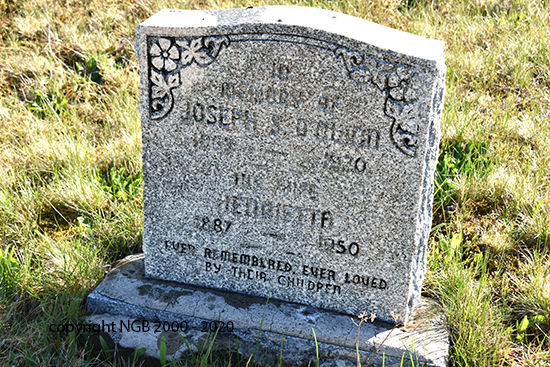 IN
MEMORY OF
JOSEPH S.
1920
HIS WIFE
HENRIETTA
1887 — 1950
EVER REMEMBERED, EVER LOVED
BY THEIR CHILDREN
copyright NGB 2000 - 2020